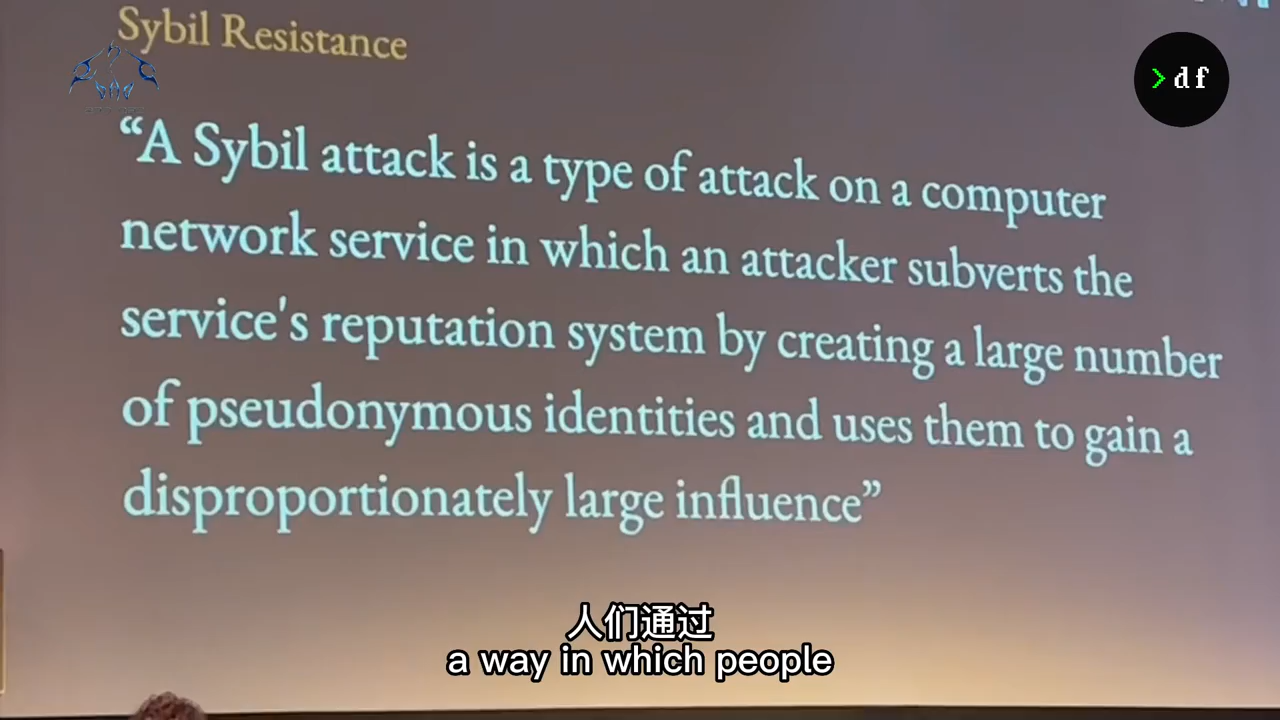 Sybil Resistance
>df
“A Sybil attack is a type of attack on a computer
network service in which an attacker subverts the
service's reputation system by creating a large number
of pseudonymous identities and uses them to gain a
disproportionately large influence”
人们通过
a way in which people